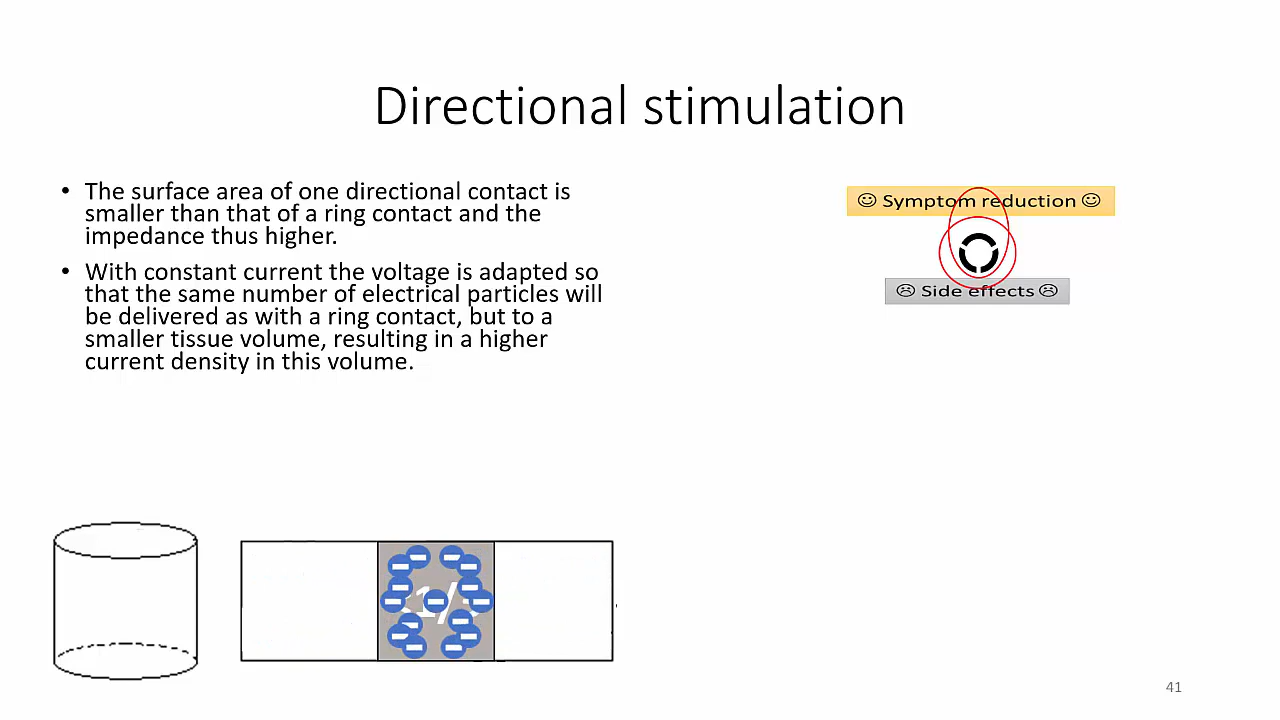 Directional stimulation
• The surface area of one directional contact is
smaller than that of a ring contact and the
impedance thus higher.
• With constant current the voltage is adapted so
that the same number of electrical particles will
be delivered as with a ring contact, but to a
smaller tissue volume, resulting in a higher
current density in this volume.
☺ Symptom reduction ☺
☹ Side effects ☹
41